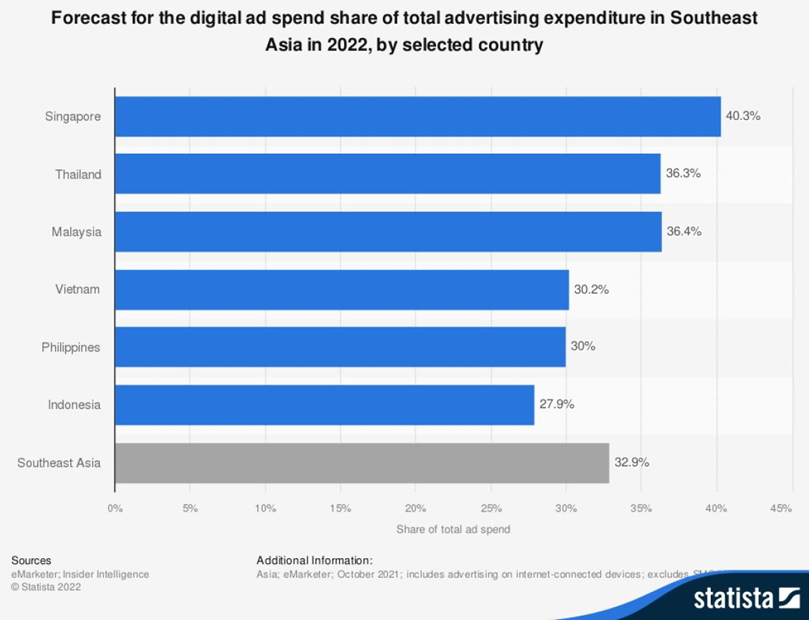 Forecast for the digital ad spend share of total advertising expenditure in Southeast
Asia in 2022, by selected country
Singapore 40.3%
Thailand 36.3%
Malaysia 36.4%
Vietnam 30.2%
Philippines 30%
Indonesia 27.9%
Southeast Asia 32.9%
0% 5% 10% 15% 20% 25% 30% 35% 40% 45%
Share of total ad spend
Sources
eMarketer; Insider Intelligence
© Statista 2022
Additional Information:
Asia; eMarketer; October 2021; includes advertising on internet-connected devices; excludes
statista